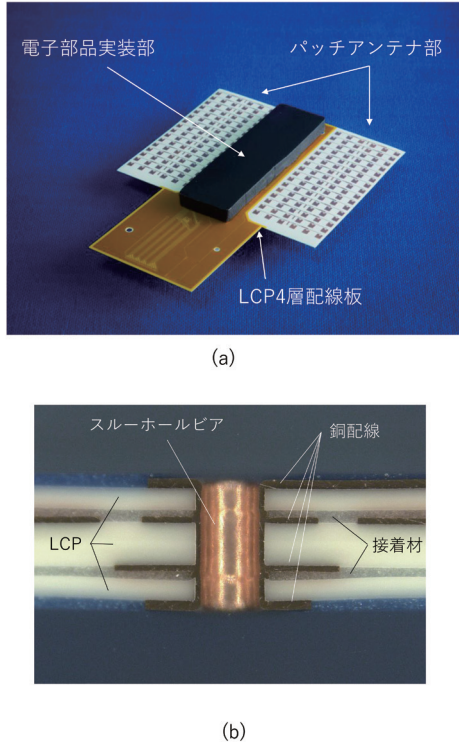 電子部品実装部
パッチアンテナ部
LCP4層配線板
(a)
スルーホールビア
銅配線
LCP
接着材
(b)